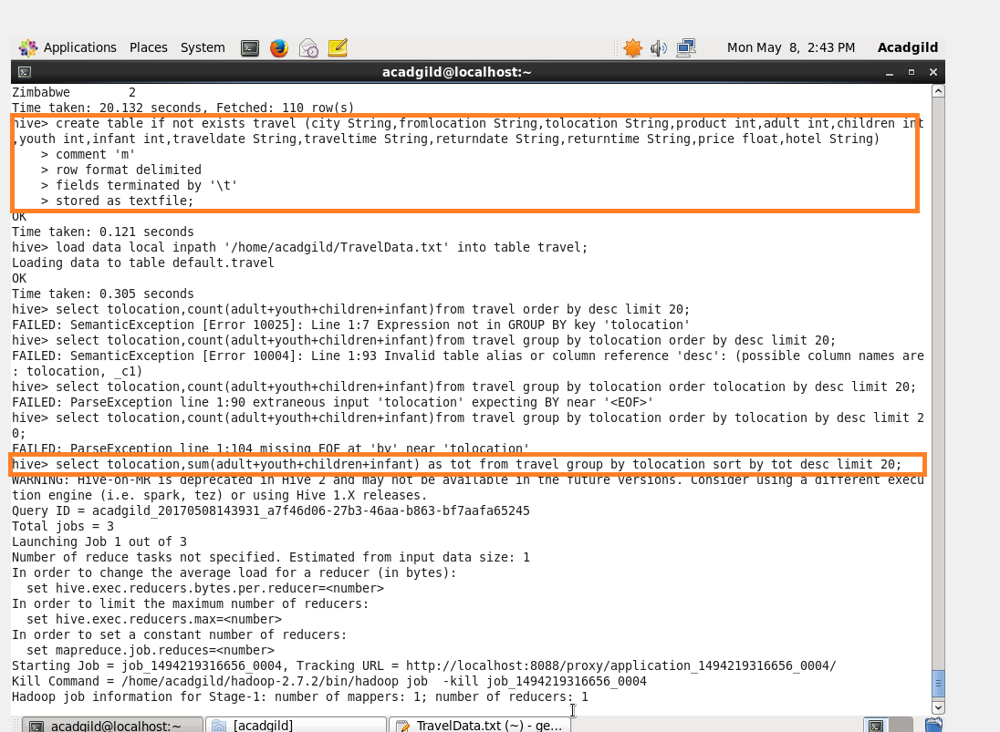 Applications Places System Mon May 8, 2:43 PM Acadgild
acadgild@localhost:~
Zimbabwe        2
Time taken: 20.132 seconds, Fetched: 110 row(s)
hive> create table if not exists travel (city String,fromlocation String,tolocation String,product int,adult int,children int
,youth int,infant int,traveldate String,traveltime String,returndate String,returntime String,price float,hotel String)
    > comment 'm'
    > row format delimited
    > fields terminated by '\t'
    > stored as textfile;
OK
Time taken: 0.121 seconds
hive> load data local inpath '/home/acadgild/TravelData.txt' into table travel;
Loading data to table default.travel
OK
Time taken: 0.305 seconds
hive> select tolocation,count(adult+youth+children+infant)from travel order by desc limit 20;
FAILED: SemanticException [Error 10025]: Line 1:7 Expression not in GROUP BY key 'tolocation'
hive> select tolocation,count(adult+youth+children+infant)from travel group by tolocation order by desc limit 20;
FAILED: SemanticException [Error 10004]: Line 1:93 Invalid table alias or column reference 'desc': (possible column names are
: tolocation, _c1)
hive> select tolocation,count(adult+youth+children+infant)from travel group by tolocation order tolocation by desc limit 20;
FAILED: ParseException line 1:90 extraneous input 'tolocation' expecting BY near '<EOF>'
hive> select tolocation,count(adult+youth+children+infant)from travel group by tolocation order by tolocation by desc limit 2
0;
FAILED: ParseException line 1:104 missing EOF at 'by' near 'tolocation'
hive> select tolocation,sum(adult+youth+children+infant) as tot from travel group by tolocation sort by tot desc limit 20;
WARNING: Hive-on-MR is deprecated in Hive 2 and may not be available in the future versions. Consider using a different execu
tion engine (i.e. spark, tez) or using Hive 1.X releases.
Query ID = acadgild_20170508143931_a7f46d06-27b3-46aa-b863-bf7aafa65245
Total jobs = 3
Launching Job 1 out of 3
Number of reduce tasks not specified. Estimated from input data size: 1
In order to change the average load for a reducer (in bytes):
  set hive.exec.reducers.bytes.per.reducer=<number>
In order to limit the maximum number of reducers:
  set hive.exec.reducers.max=<number>
In order to set a constant number of reducers:
  set mapreduce.job.reduces=<number>
Starting Job = job_1494219316656_0004, Tracking URL = http://localhost:8088/proxy/application_1494219316656_0004/
Kill Command = /home/acadgild/hadoop-2.7.2/bin/hadoop job  -kill job_1494219316656_0004
Hadoop job information for Stage-1: number of mappers: 1; number of reducers: 1
acadgild@localhost:~ [acadgild] TravelData.txt (~) - ge...